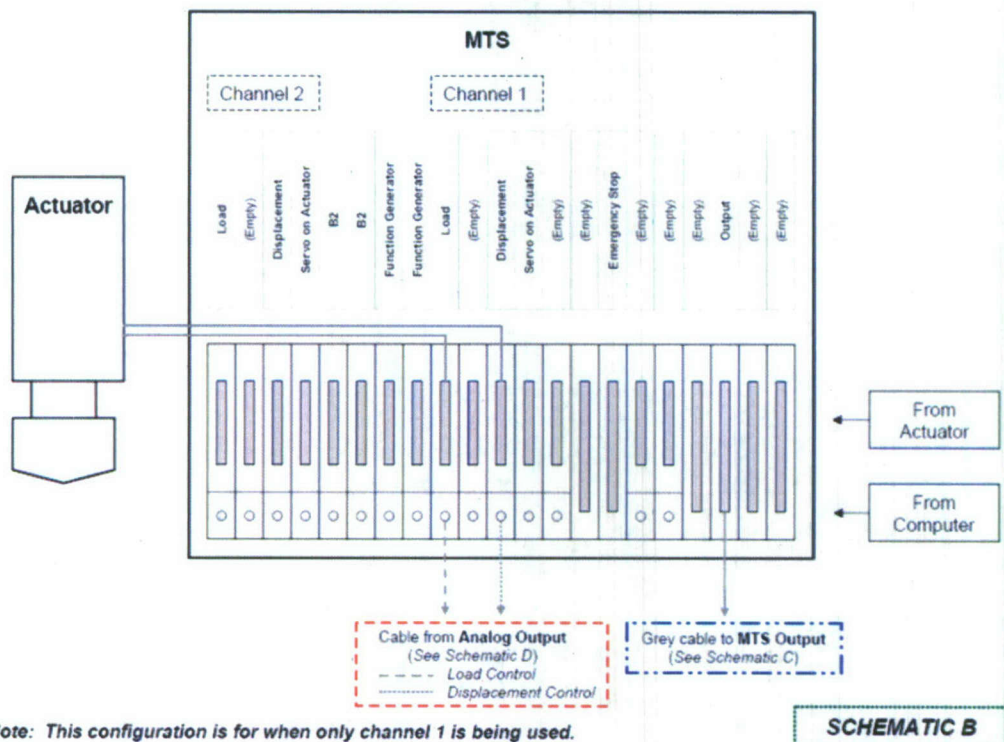 MTS
Channel 2
Channel 1
Actuator
Load
(Empty)
Displacement
Servo on Actuator
B2
B2
Function Generator
Function Generator
Load
(Empty)
Displacement
Servo on Actuator
(Empty)
(Empty)
Emergency Stop
(Empty)
(Empty)
(Empty)
Output
(Empty)
(Empty)
From
Actuator
From
Computer
Cable from Analog Output
(See Schematic D)
Load Control
Displacement Control
Grey cable to MTS Output
(See Schematic C)
ote: This configuration is for when only channel 1 is being used.
SCHEMATIC B